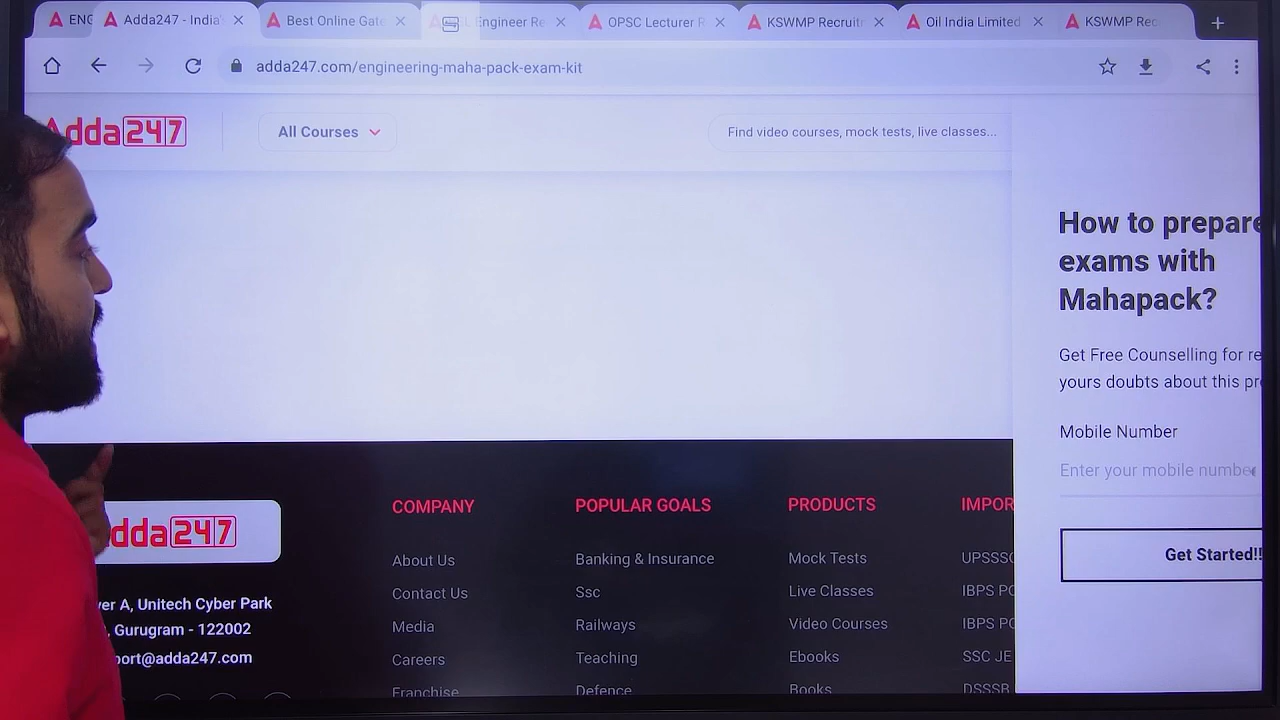 ENG
Adda247 - India'
Best Online Gate
Engineer Re
OPSC Lecturer R
KSWMP Recruit
Oil India Limited
KSWMP Rec
adda247.com/engineering-maha-pack-exam-kit
Adda247
All Courses
Find video courses, mock tests, live classes...
How to prepare
exams with
Mahapack?
Get Free Counselling for re
yours doubts about this pr
Mobile Number
Enter your mobile numbe
Get Started!!
dda247
ver A, Unitech Cyber Park
, Gurugram - 122002
port@adda247.com
COMPANY
About Us
Contact Us
Media
Careers
Franchise
POPULAR GOALS
Banking & Insurance
Ssc
Railways
Teaching
Defence
PRODUCTS
Mock Tests
Live Classes
Video Courses
Ebooks
Books
IMPOR
UPSSSC
IBPS PO
IBPS PO
SSC JE
DSSSB